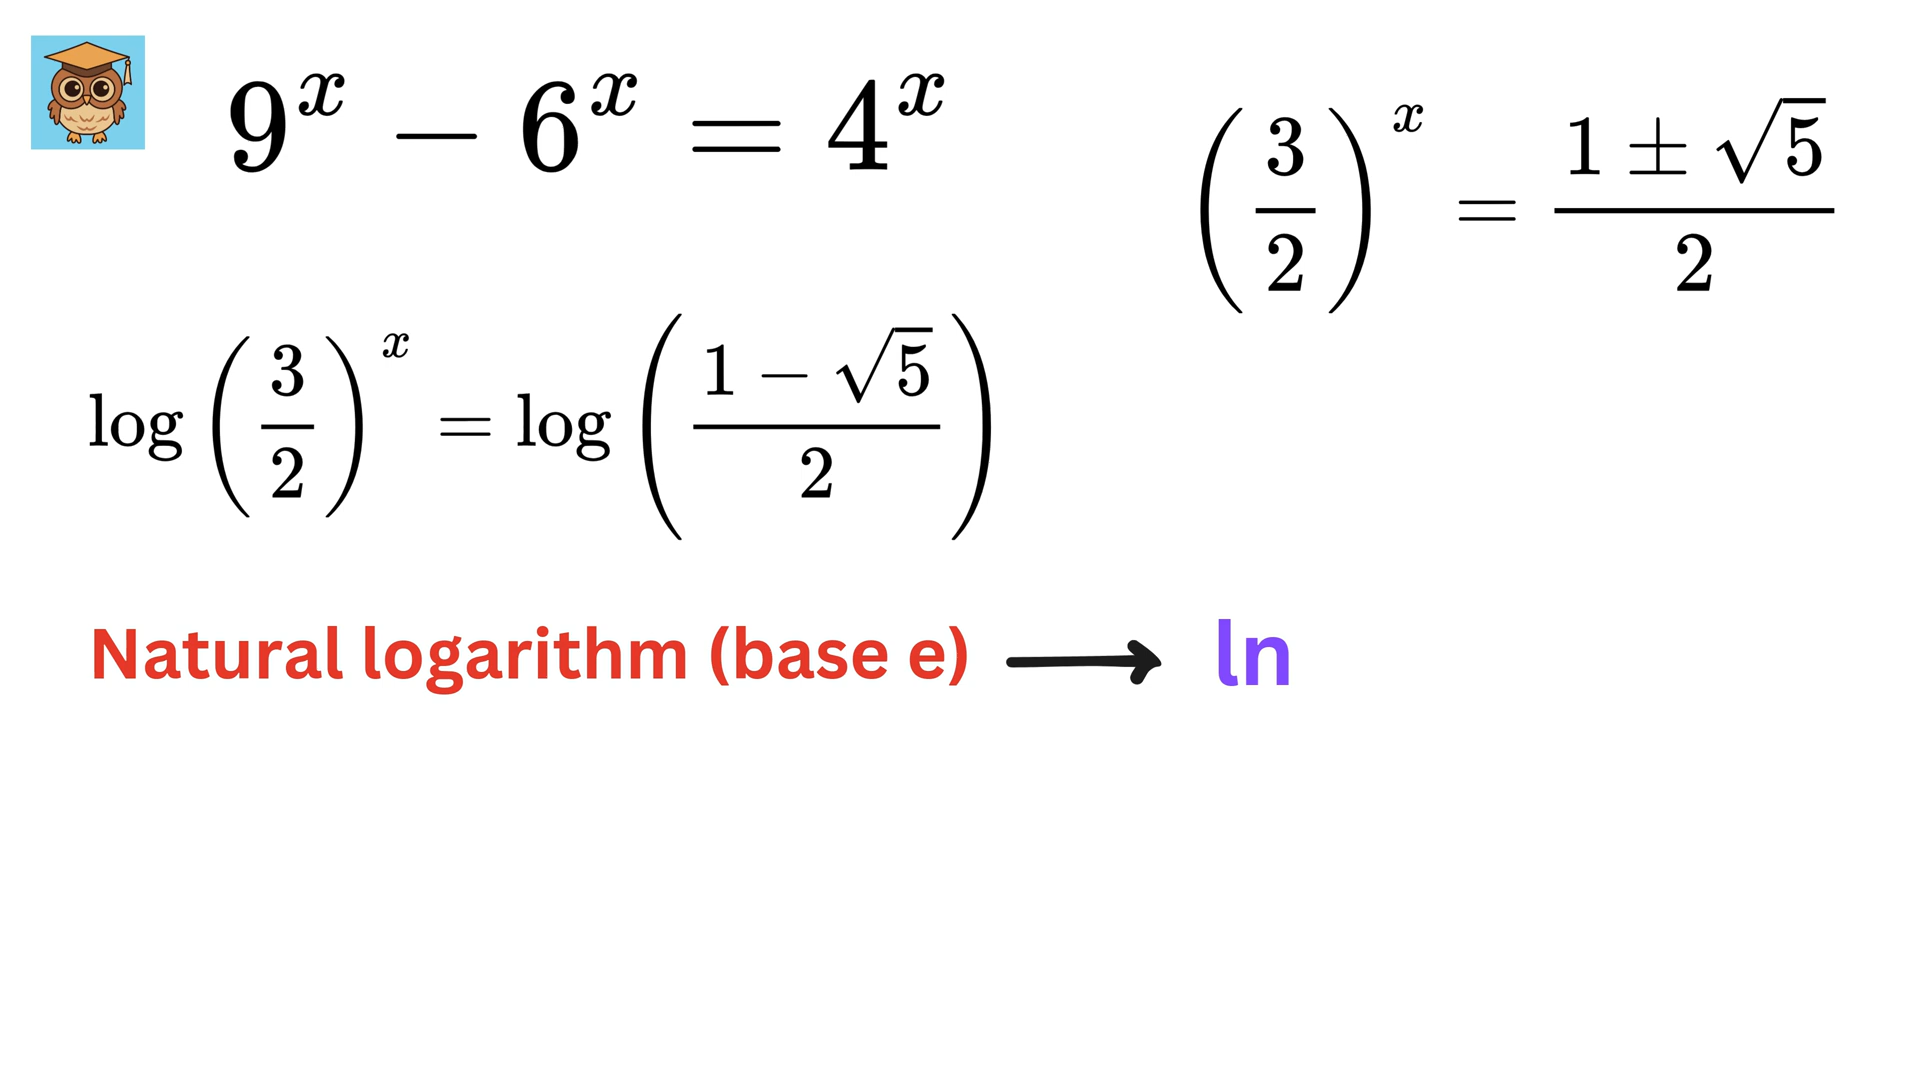 9^x − 6^x = 4^x
(3/2)^x = (1 ± √5)/2
log (3/2)^x = log ((1 − √5)/2)
Natural logarithm (base e) ⟶ ln